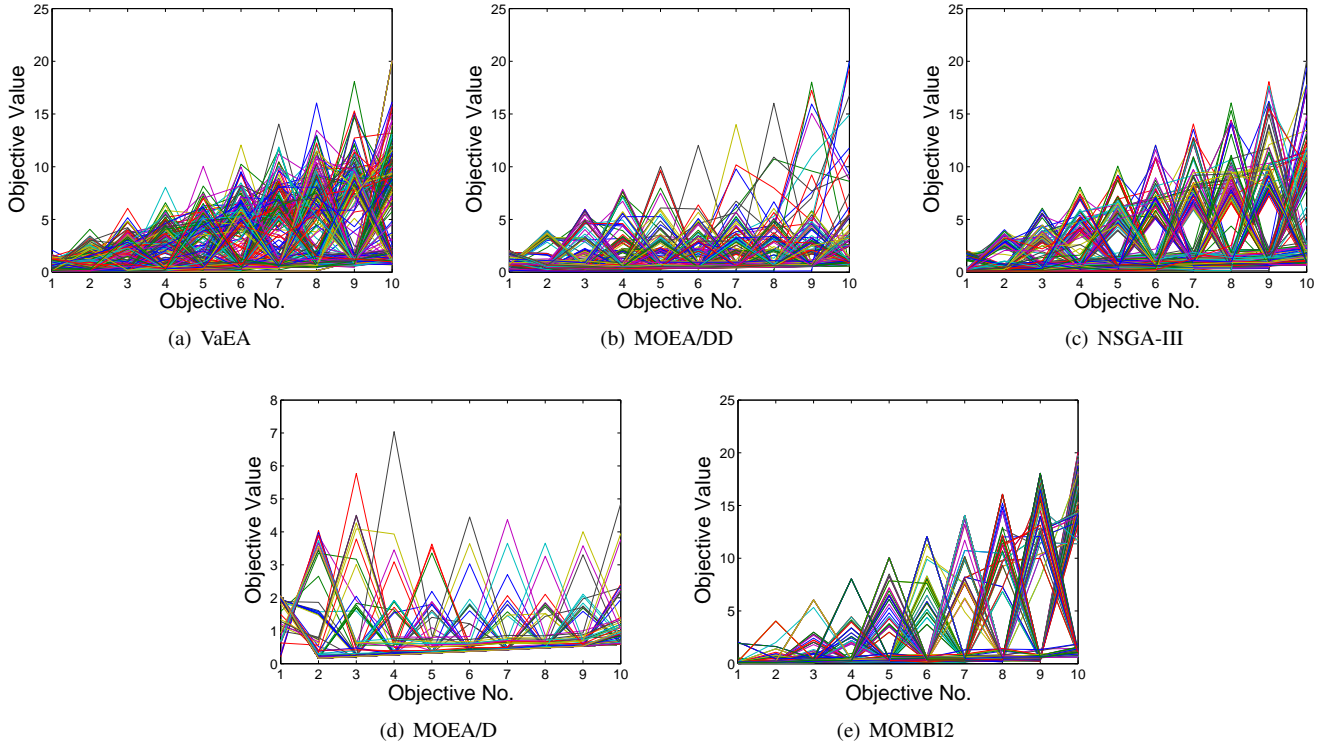 25
20
15
10
5
0
Objective Value
1 2 3 4 5 6 7 8 9 10
Objective No.
(a) VaEA
25
20
15
10
5
0
Objective Value
1 2 3 4 5 6 7 8 9 10
Objective No.
(b) MOEA/DD
25
20
15
10
5
0
Objective Value
1 2 3 4 5 6 7 8 9 10
Objective No.
(c) NSGA-III
8
7
6
5
4
3
2
1
0
Objective Value
1 2 3 4 5 6 7 8 9 10
Objective No.
(d) MOEA/D
25
20
15
10
5
0
Objective Value
1 2 3 4 5 6 7 8 9 10
Objective No.
(e) MOMBI2